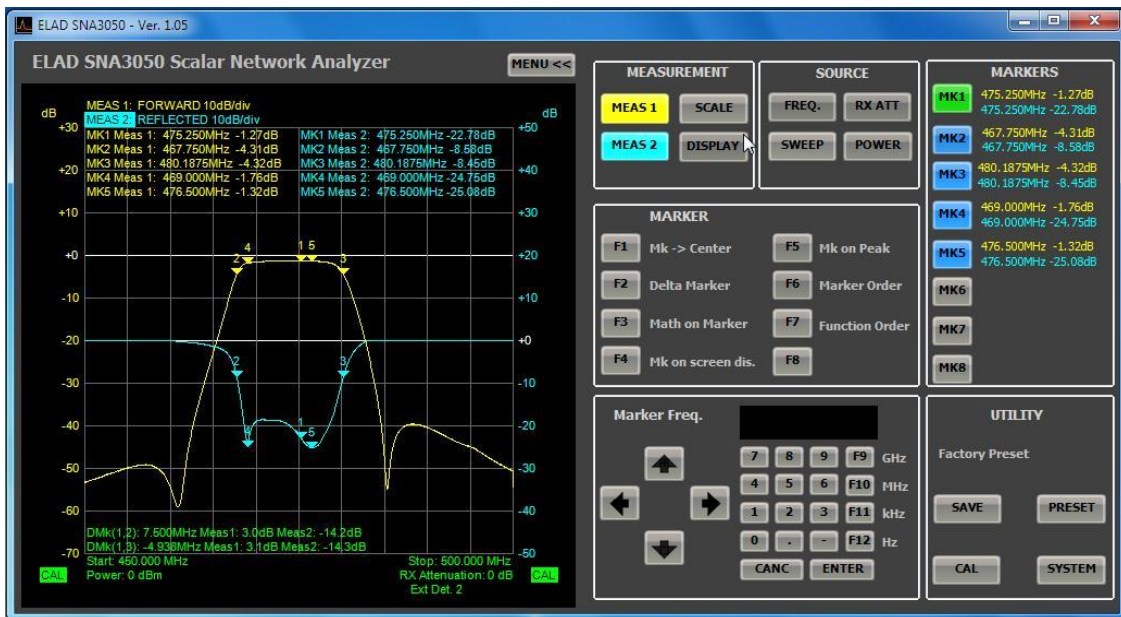 ELAD SNA3050 - Ver. 1.05
ELAD SNA3050 Scalar Network Analyzer
MENU <<
dB
MEAS 1: FORWARD 10dB/div
MEAS 2: REFLECTED 10dB/div
dB
MK1 Meas 1: 475.250MHz -1.27dB MK1 Meas 2: 475.250MHz -22.78dB
MK2 Meas 1: 467.750MHz -4.31dB MK2 Meas 2: 467.750MHz -8.58dB
MK3 Meas 1: 480.1875MHz -4.32dB MK3 Meas 2: 480.1875MHz -8.45dB
MK4 Meas 1: 469.000MHz -1.76dB MK4 Meas 2: 469.000MHz -24.75dB
MK5 Meas 1: 476.500MHz -1.32dB MK5 Meas 2: 476.500MHz -25.08dB
+30
+20
+10
+0
-10
-20
-30
-40
-50
-60
-70
+50
+40
+30
+20
+10
+0
-10
-20
-30
-40
-50
4 1 5
2 3
2 3
1
4 5
DMk(1,2): 7.500MHz Meas1: 3.0dB Meas2: -14.2dB
DMk(1,3): -4.938MHz Meas1: 3.1dB Meas2: -14.3dB
Start: 450.000 MHz Stop: 500.000 MHz
CAL Power: 0 dBm RX Attenuation: 0 dB CAL
Ext Det. 2
MEASUREMENT
MEAS 1 SCALE
MEAS 2 DISPLAY
SOURCE
FREQ. RX ATT
SWEEP POWER
MARKERS
MK1 475.250MHz -1.27dB
475.250MHz -22.78dB
MK2 467.750MHz -4.31dB
467.750MHz -8.58dB
MK3 480.1875MHz -4.32dB
480.1875MHz -8.45dB
MK4 469.000MHz -1.76dB
469.000MHz -24.75dB
MK5 476.500MHz -1.32dB
476.500MHz -25.08dB
MK6
MK7
MK8
MARKER
F1 Mk -> Center F5 Mk on Peak
F2 Delta Marker F6 Marker Order
F3 Math on Marker F7 Function Order
F4 Mk on screen dis. F8
Marker Freq.
7 8 9 F9 GHz
4 5 6 F10 MHz
1 2 3 F11 kHz
0 . - F12 Hz
CANC ENTER
UTILITY
Factory Preset
SAVE PRESET
CAL SYSTEM